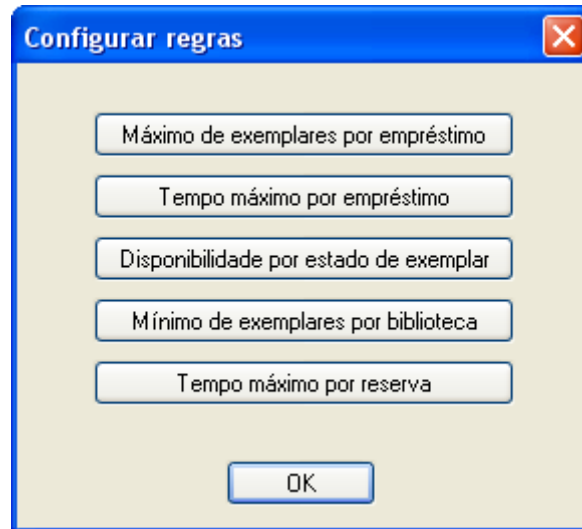 Configurar regras
Máximo de exemplares por empréstimo
Tempo máximo por empréstimo
Disponibilidade por estado de exemplar
Mínimo de exemplares por biblioteca
Tempo máximo por reserva
OK